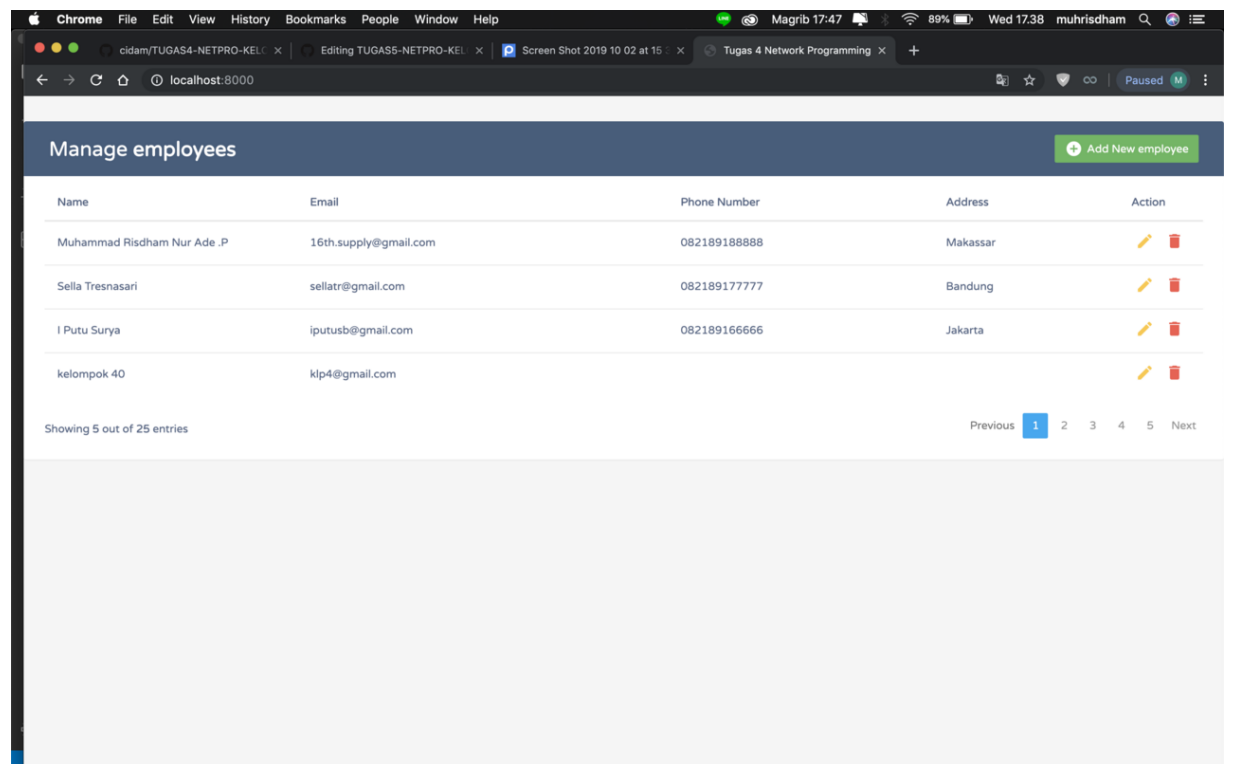 Chrome File Edit View History Bookmarks People Window Help Magrib 17:47 89% Wed 17.38 muhrisdham
cidam/TUGAS4-NETPRO-KELC Editing TUGAS5-NETPRO-KEL Screen Shot 2019 10 02 at 15 Tugas 4 Network Programming
localhost:8000 Paused M
Manage employees Add New employee
Name Email Phone Number Address Action
Muhammad Risdham Nur Ade .P 16th.supply@gmail.com 082189188888 Makassar
Sella Tresnasari sellatr@gmail.com 082189177777 Bandung
I Putu Surya iputusb@gmail.com 082189166666 Jakarta
kelompok 40 klp4@gmail.com
Showing 5 out of 25 entries Previous 1 2 3 4 5 Next